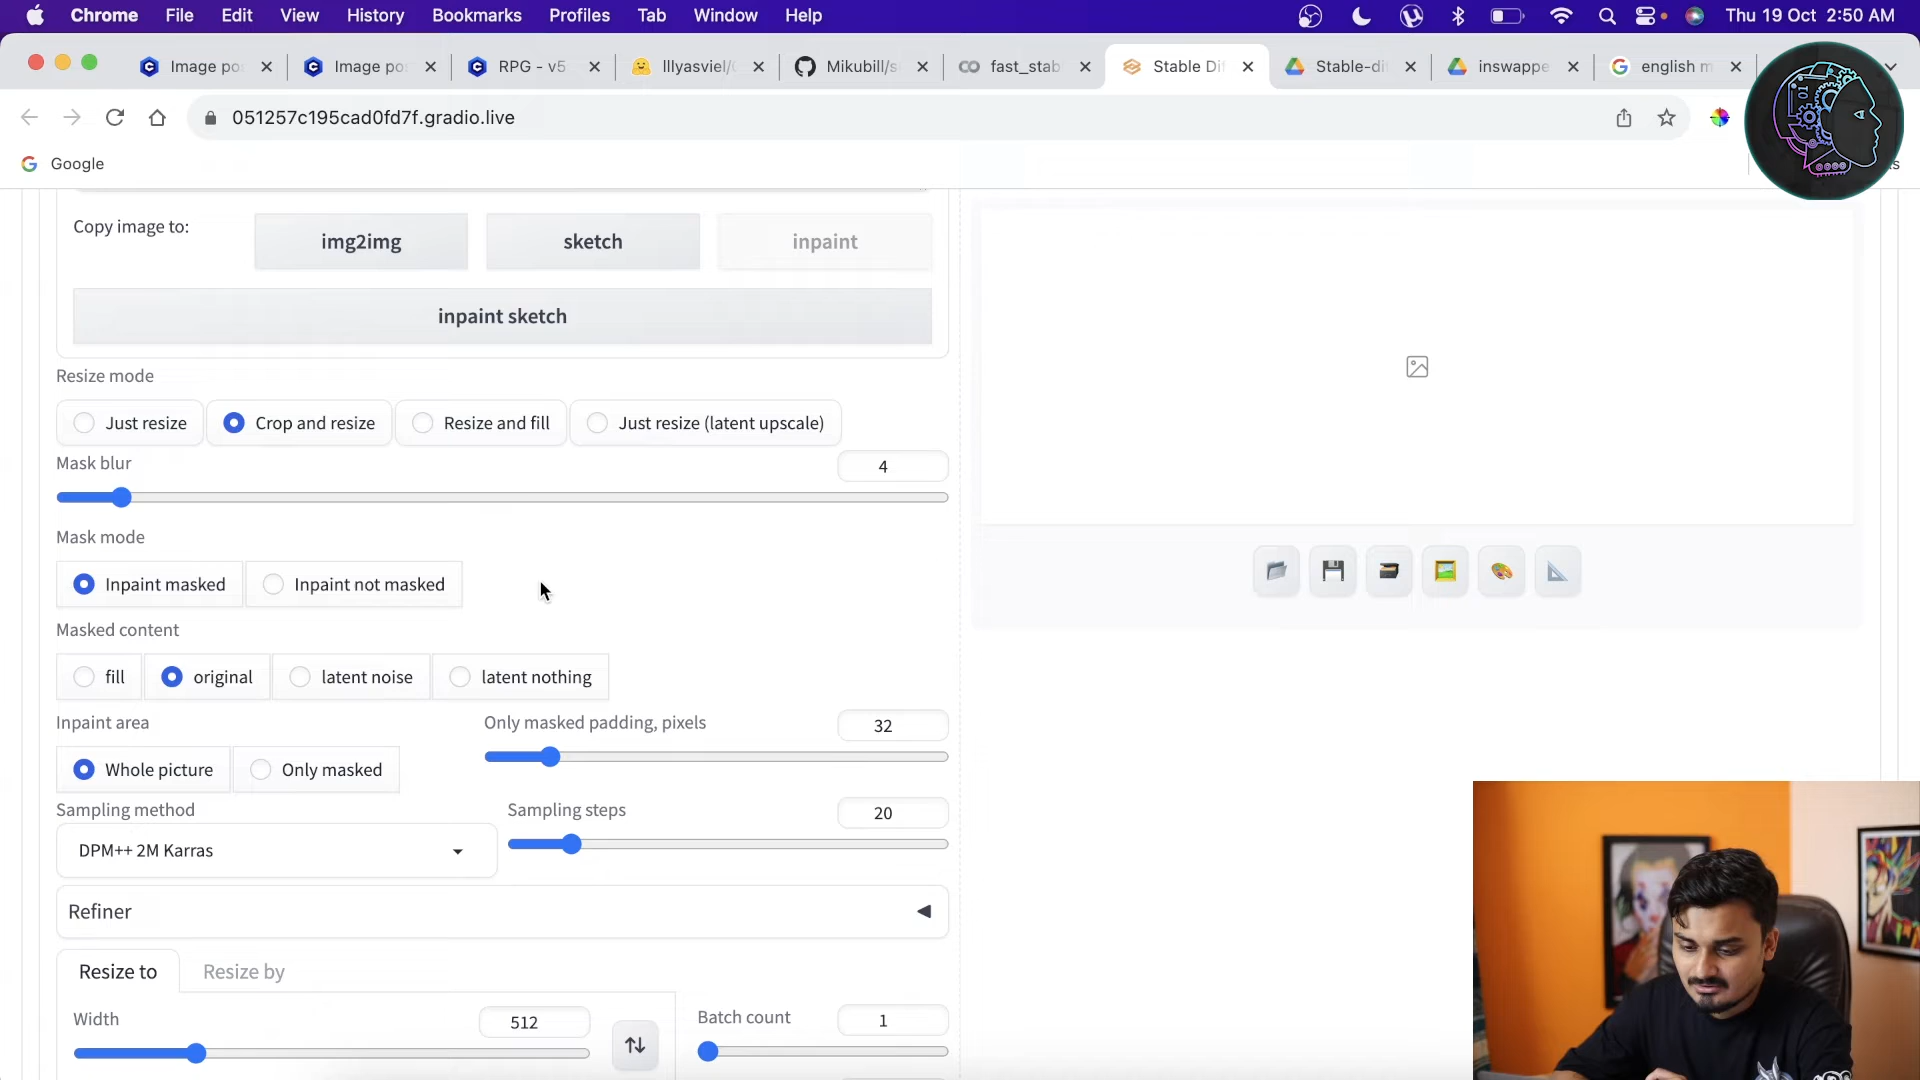 Chrome File Edit View History Bookmarks Profiles Tab Window Help Thu 19 Oct 2:50 AM
Image po RPG - v5 Illyasviel/ Mikubill/s fast_stab Stable Dif Stable-di inswappe english m
Image pos
051257c195cad0fd7f.gradio.live
Google
Copy image to: img2img sketch inpaint
inpaint sketch
Resize mode
Just resize Crop and resize Resize and fill Just resize (latent upscale)
Mask blur 4
Mask mode
Inpaint masked Inpaint not masked
Masked content
fill original latent noise latent nothing
Inpaint area Only masked padding, pixels 32
Whole picture Only masked
Sampling method Sampling steps 20
DPM++ 2M Karras
Refiner
Resize to Resize by
Width 512 Batch count 1